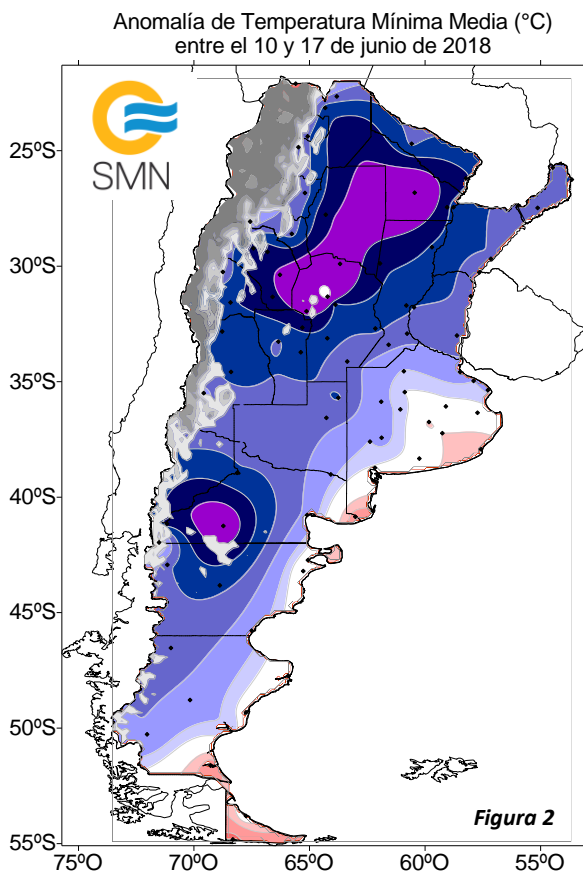 Anomalía de Temperatura Mínima Media (°C)
entre el 10 y 17 de junio de 2018
SMN
25ºS
30ºS
35ºS
40ºS
45ºS
50ºS
55ºS
75ºO 70ºO 65ºO 60ºO 55ºO
Figura 2